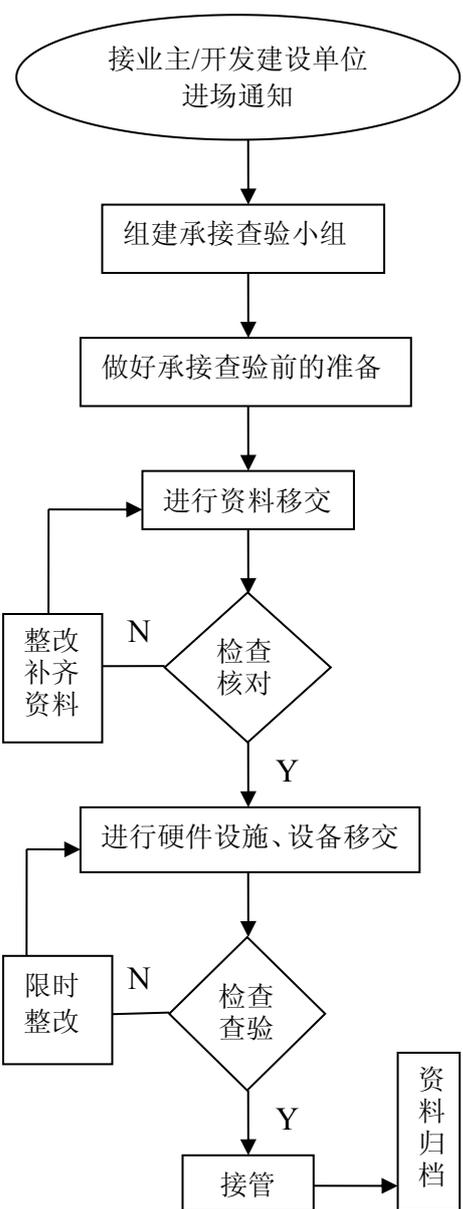 接业主/开发建设单位
进场通知
组建承接查验小组
做好承接查验前的准备
进行资料移交
整改
补齐
资料
N
检查
核对
Y
进行硬件设施、设备移交
限时
整改
N
检查
查验
Y
接管
资
料
归
档